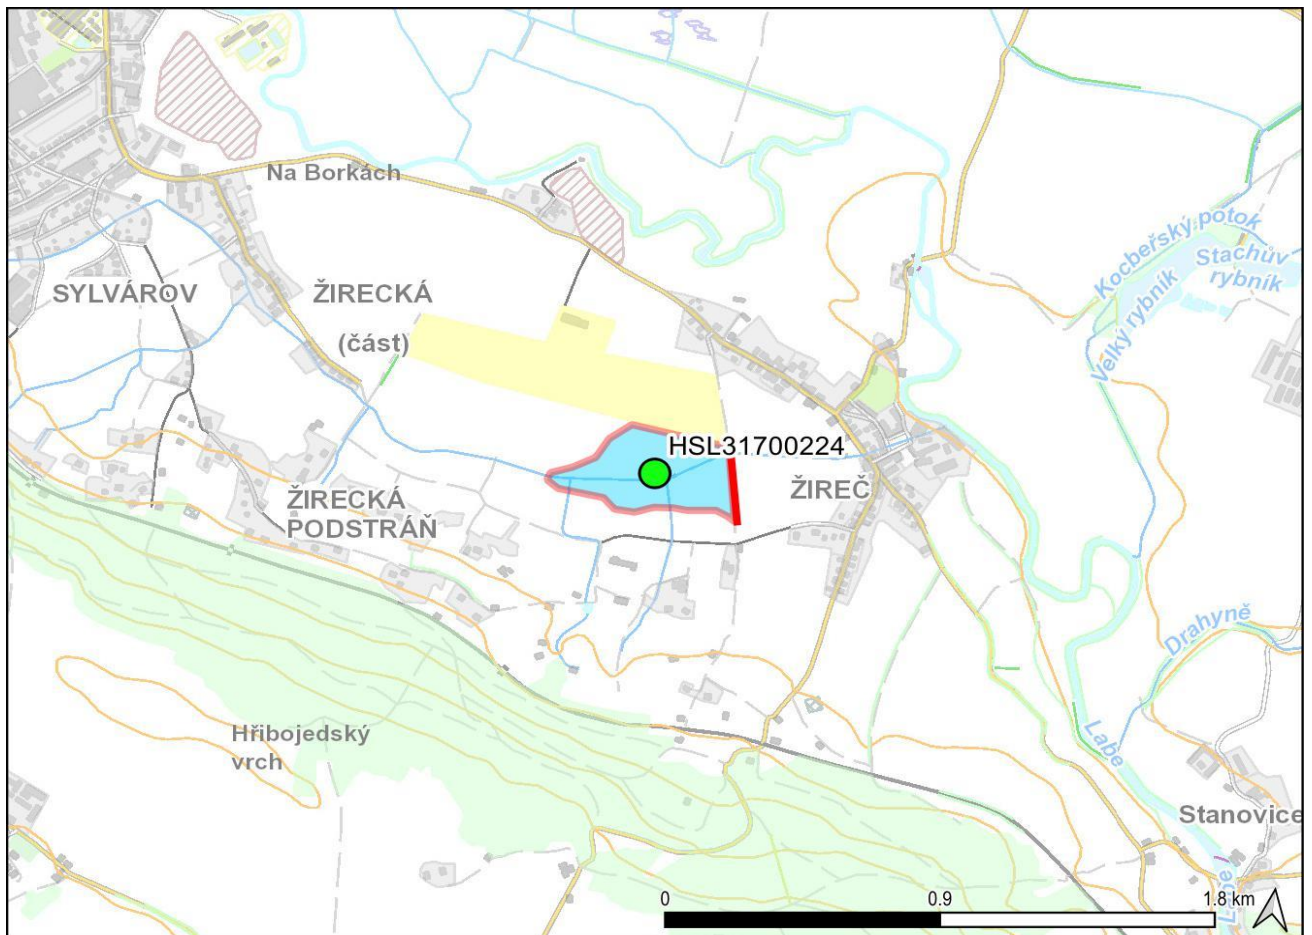 Na Borkách
Kocbeřský potok
Stachův
rybník
Velký rybník
SYLVÁROV
ŽIRECKÁ
(část)
HSL31700224
ŽIREČ
ŽIRECKÁ
PODSTRÁŇ
Drahyně
Hřibojedský
vrch
Labe
Stanovice
Labe
0
0.9
1.8 km